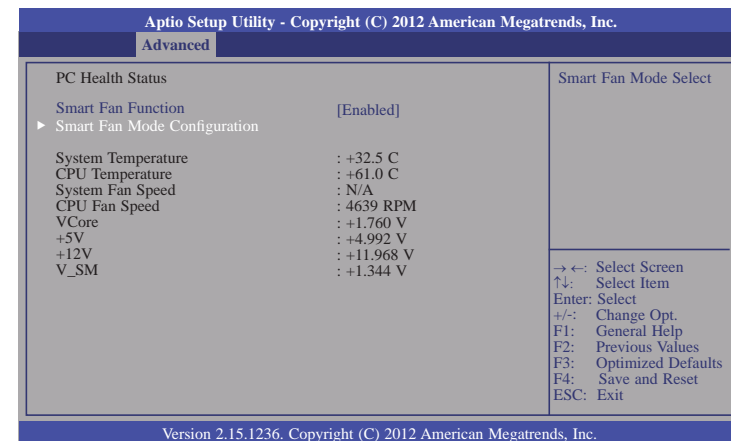 Aptio Setup Utility - Copyright (C) 2012 American Megatrends, Inc.
Advanced
PC Health Status
Smart Fan Function [Enabled]
▶ Smart Fan Mode Configuration
System Temperature : +32.5 C
CPU Temperature : +61.0 C
System Fan Speed : N/A
CPU Fan Speed : 4639 RPM
VCore : +1.760 V
+5V : +4.992 V
+12V : +11.968 V
V_SM : +1.344 V
Smart Fan Mode Select
→←: Select Screen
↑↓: Select Item
Enter: Select
+/-: Change Opt.
F1: General Help
F2: Previous Values
F3: Optimized Defaults
F4: Save and Reset
ESC: Exit
Version 2.15.1236. Copyright (C) 2012 American Megatrends, Inc.